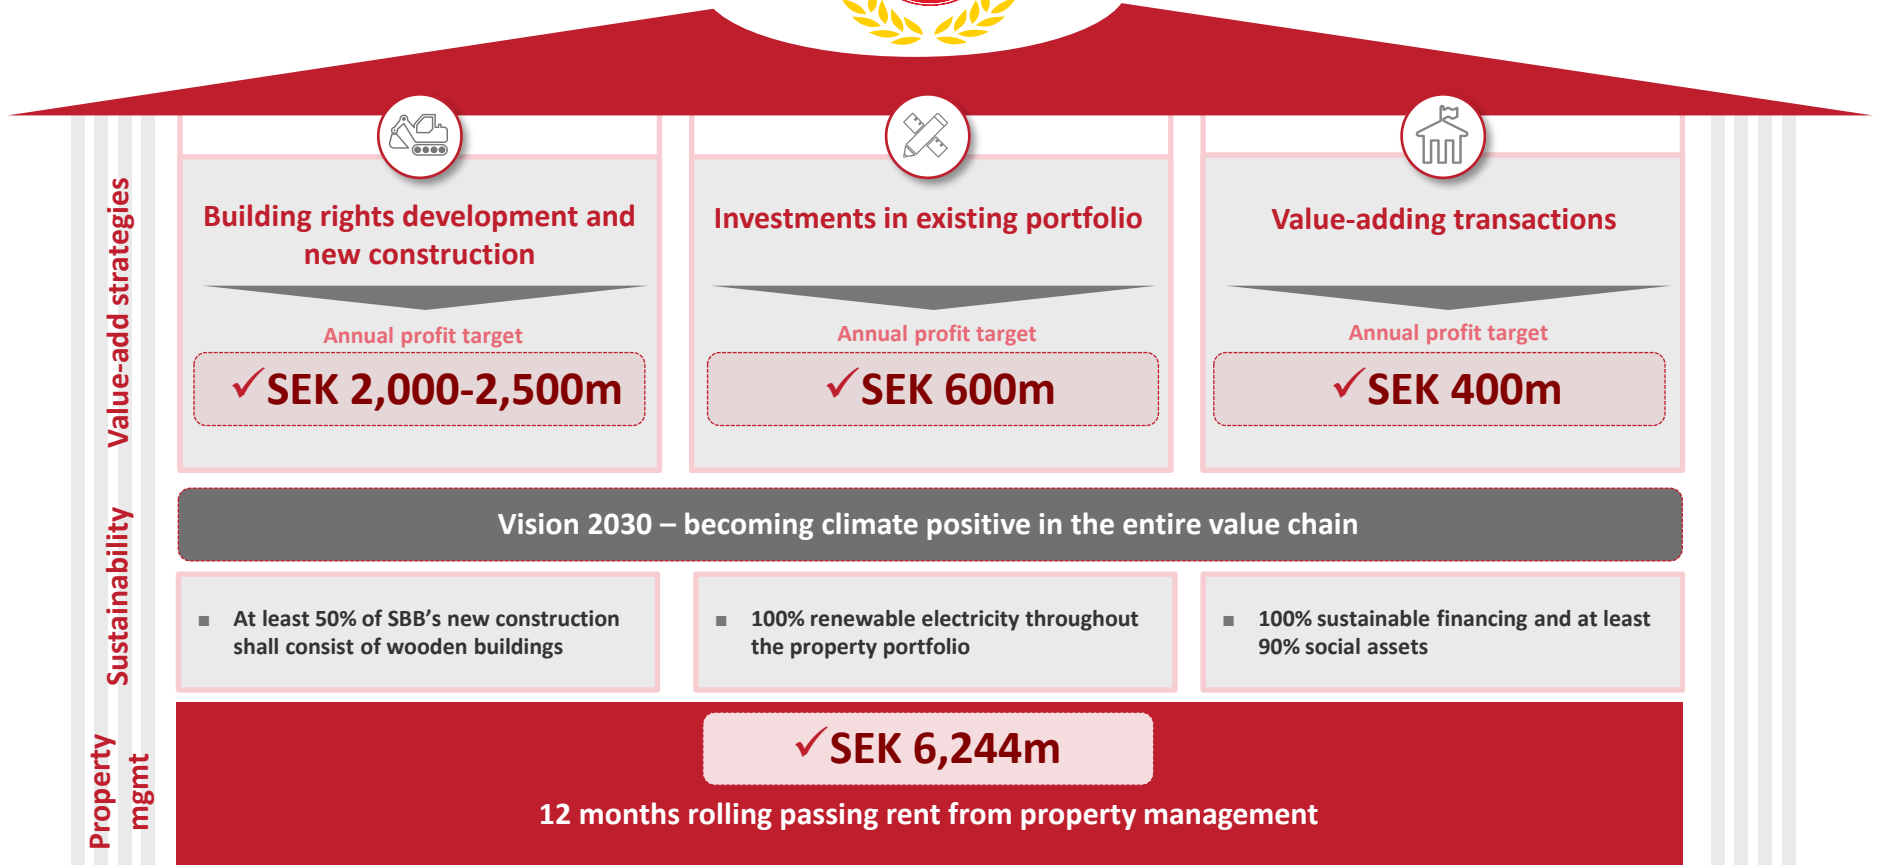 Value-add strategies
Building rights development and
new construction
Annual profit target
✓SEK 2,000-2,500m
Investments in existing portfolio
Annual profit target
✓SEK 600m
Value-adding transactions
Annual profit target
✓SEK 400m
Sustainability
Vision 2030 – becoming climate positive in the entire value chain
▪ At least 50% of SBB’s new construction
shall consist of wooden buildings
▪ 100% renewable electricity throughout
the property portfolio
▪ 100% sustainable financing and at least
90% social assets
Property
mgmt
✓SEK 6,244m
12 months rolling passing rent from property management